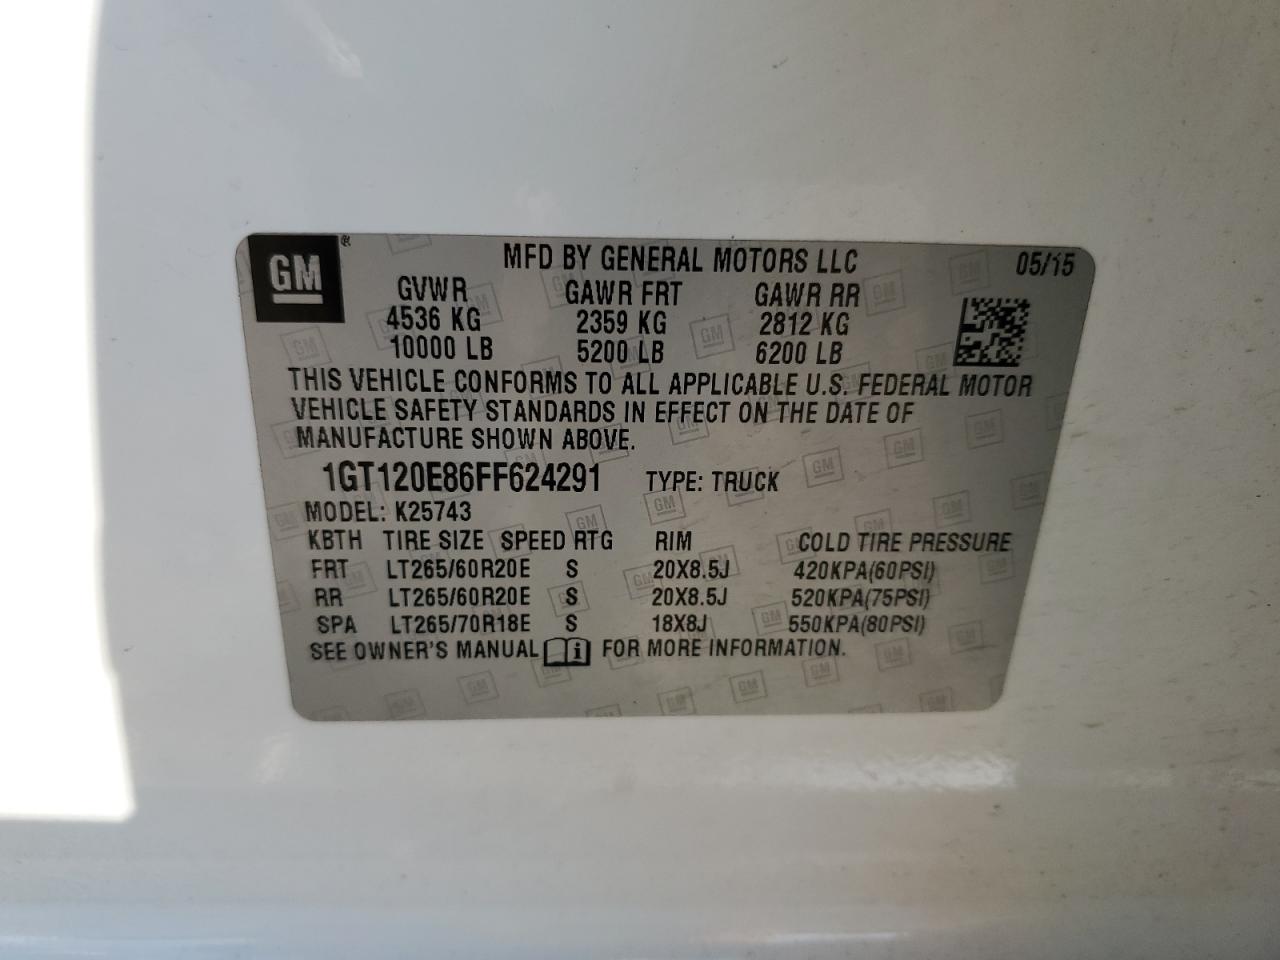 GM ® MFD BY GENERAL MOTORS LLC 05/15
GVWR GAWR FRT GAWR RR
4536 KG 2359 KG 2812 KG
10000 LB 5200 LB 6200 LB
THIS VEHICLE CONFORMS TO ALL APPLICABLE U.S. FEDERAL MOTOR
VEHICLE SAFETY STANDARDS IN EFFECT ON THE DATE OF
MANUFACTURE SHOWN ABOVE.
1GT120E86FF624291 TYPE: TRUCK
MODEL: K25743
KBTH TIRE SIZE SPEED RTG RIM COLD TIRE PRESSURE
FRT LT265/60R20E S 20X8.5J 420KPA(60PSI)
RR LT265/60R20E S 20X8.5J 520KPA(75PSI)
SPA LT265/70R18E S 18X8J 550KPA(80PSI)
SEE OWNER'S MANUAL i FOR MORE INFORMATION.